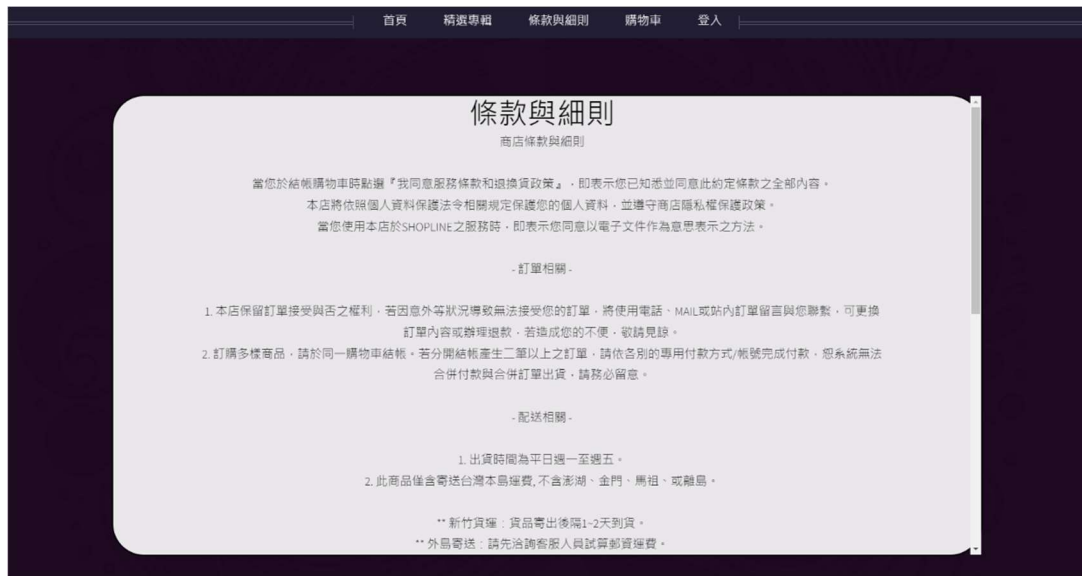 首頁 精選專輯 條款與細則 購物車 登入
條款與細則
商店條款與細則
當您於結帳購物車時點選『我同意服務條款和退換貨政策』，即表示您已知悉並同意此約定條款之全部內容。
本店將依照個人資料保護法令相關規定保護您的個人資料，並遵守商店隱私權保護政策。
當您使用本店於SHOPLINE之服務時，即表示您同意以電子文件作為意思表示之方法。
- 訂單相關 -
1. 本店保留訂單接受與否之權利，若因意外等狀況導致無法接受您的訂單，將使用電話、MAIL或站內訂單留言與您聯繫，可更換
訂單內容或辦理退款，若造成您的不便，敬請見諒。
2. 訂購多樣商品，請於同一購物車結帳。若分開結帳產生二筆以上之訂單，請依各別的專用付款方式/帳號完成付款，恕系統無法
合併付款與合併訂單出貨，請務必留意。
- 配送相關 -
1. 出貨時間為平日週一至週五。
2. 此商品僅含寄送台灣本島運費,不含澎湖、金門、馬祖、或離島。
** 新竹貨運：貨品寄出後隔1~2天到貨。
** 外島寄送：請先洽詢客服人員試算郵資運費。